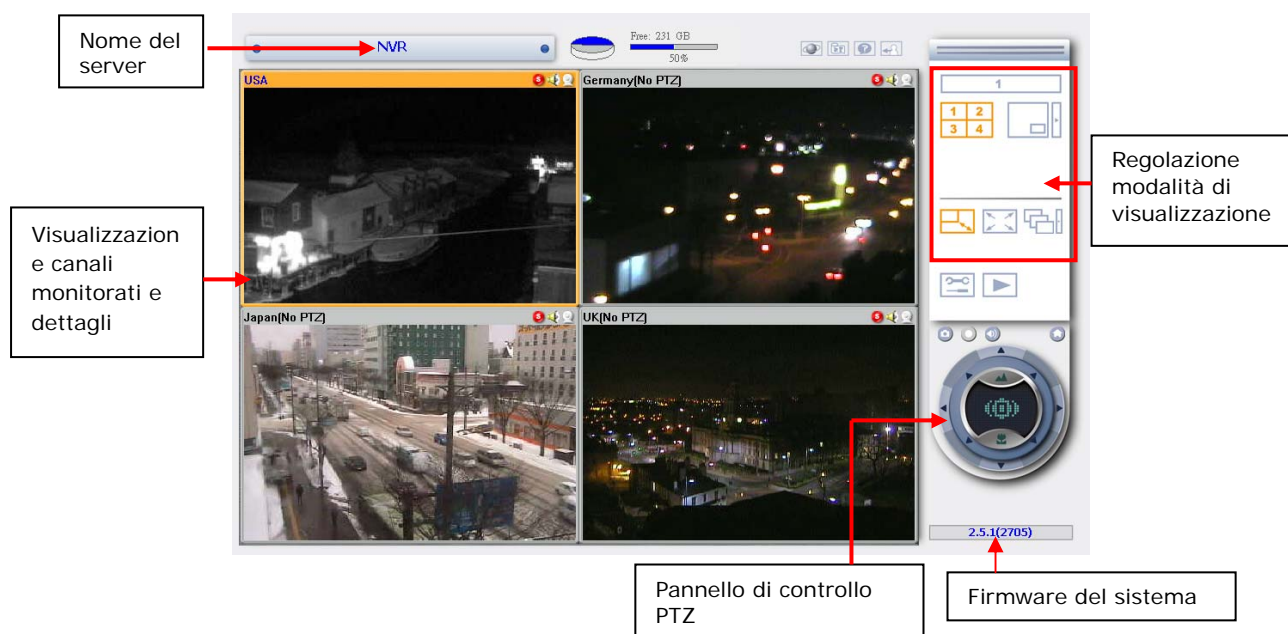 Nome del
server
NVR
Free: 231 GB
50%
USA
Germany(No PTZ)
1
1 2
3 4
Regolazione
modalità di
visualizzazione
Visualizzazion
e canali
monitorati e
dettagli
Japan(No PTZ)
UK(No PTZ)
2.5.1(2705)
Pannello di controllo
PTZ
Firmware del sistema